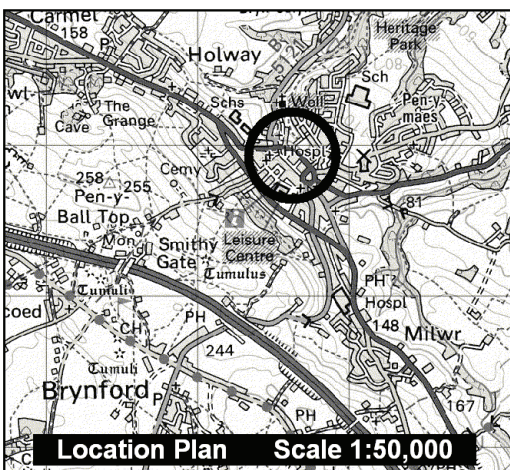 Carmel
158
P
Heritage
Park
Holway
B 5121
Sch
Well
Schs
The
Grange
Pen-y-
maes
Cave
Hospl
Cemy
258
255
Pen-y-
Ball Top
81
Mon
Smithy
Gate
Leisure
Centre
Tumulus
Tumuli
PH
Hospl
coed
CH
PH
148
Milwr
244
Tumuli
Brynford
P
PH
167
Location Plan Scale 1:50,000